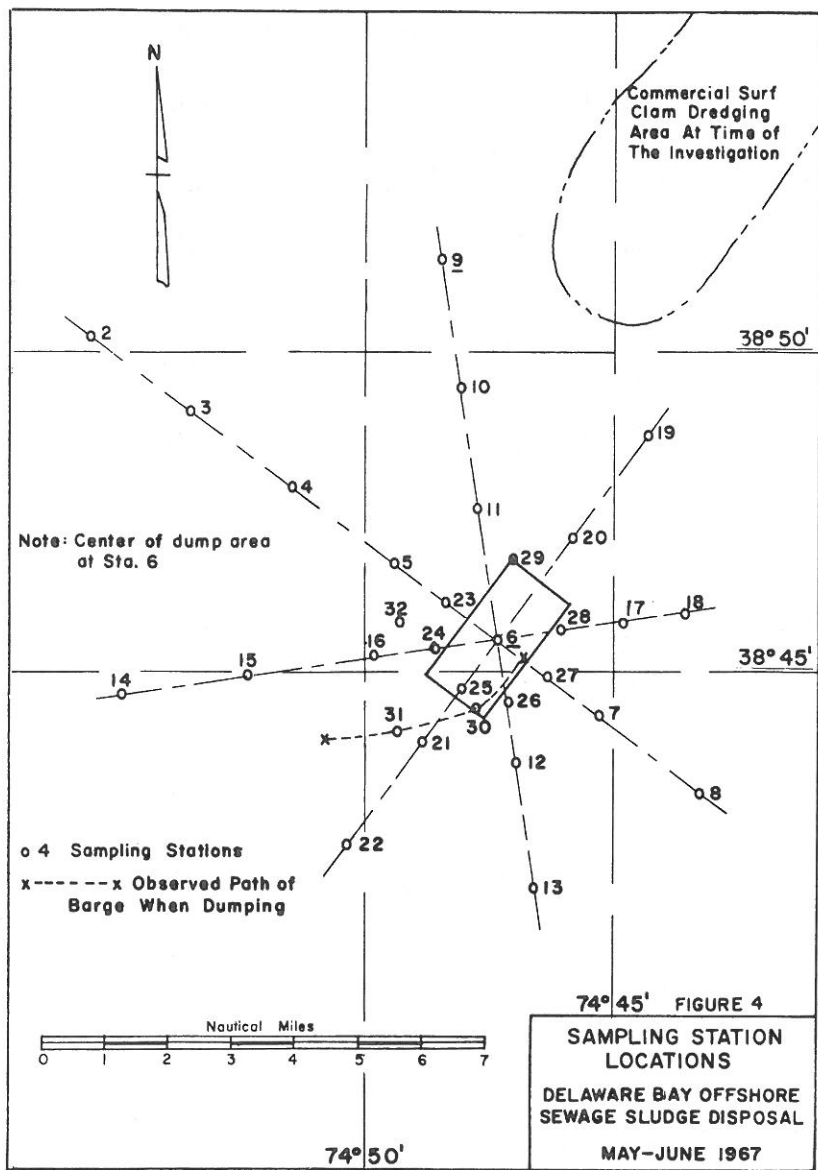 N
Commercial Surf
Clam Dredging
Area At Time of
The Investigation
9
2
38° 50'
10
3
19
4
11
20
Note: Center of dump area
at Sta. 6
5
29
23
32
28
17
18
24
6
16
38° 45'
15
14
25
27
26
7
30
31
21
12
8
22
o 4 Sampling Stations
x-----x Observed Path of
Barge When Dumping
13
74° 45' FIGURE 4
Nautical Miles
0 1 2 3 4 5 6 7
SAMPLING STATION
LOCATIONS
DELAWARE BAY OFFSHORE
SEWAGE SLUDGE DISPOSAL
74° 50'
MAY-JUNE 1967